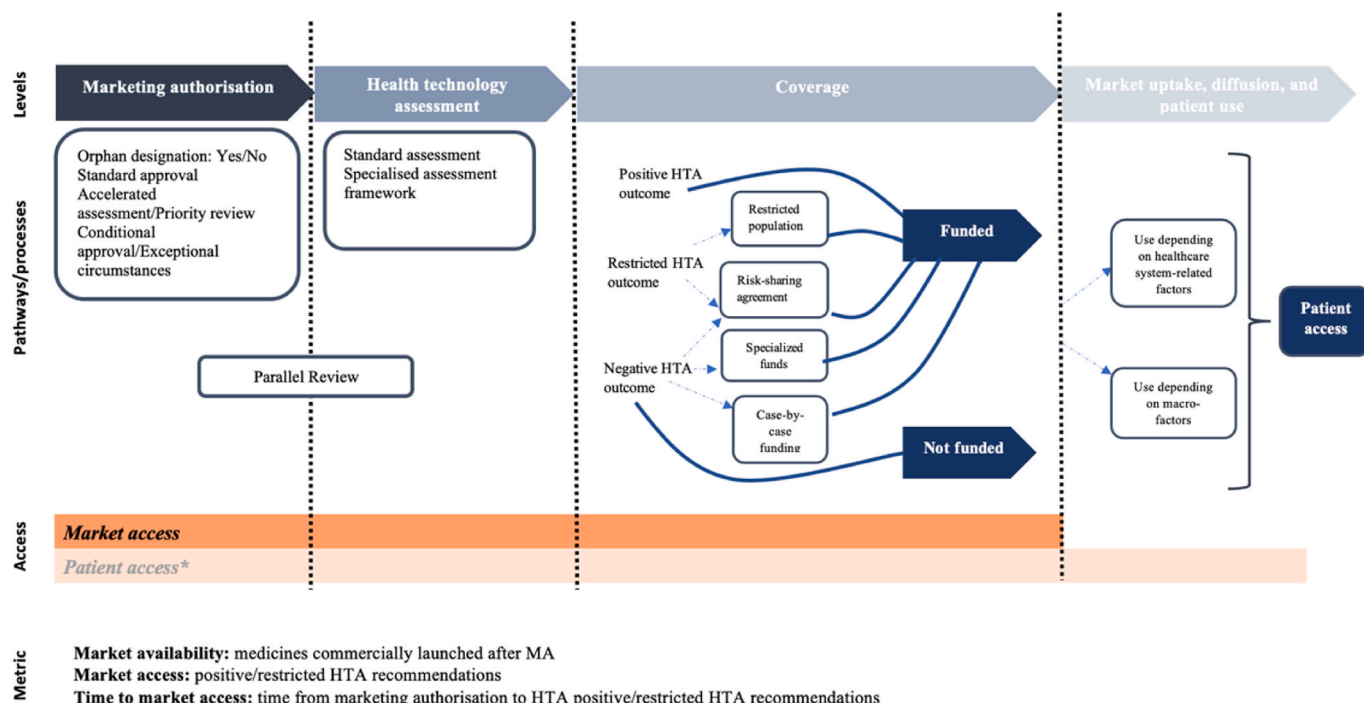 Levels
Marketing authorisation
Health technology
assessment
Coverage
Market uptake, diffusion, and
patient use
Pathways/processes
Orphan designation: Yes/No
Standard approval
Accelerated
assessment/Priority review
Conditional
approval/Exceptional
circumstances
Standard assessment
Specialised assessment
framework
Parallel Review
Positive HTA
outcome
Restricted HTA
outcome
Negative HTA
outcome
Restricted
population
Risk-sharing
agreement
Specialized
funds
Case-by-
case
funding
Funded
Not funded
Use depending
on healthcare
system-related
factors
Use depending
on macro-
factors
Patient
access
Access
Market access
Patient access*
Metric
Market availability: medicines commercially launched after MA
Market access: positive/restricted HTA recommendations
Time to market access: time from marketing authorisation to HTA positive/restricted HTA recommendations